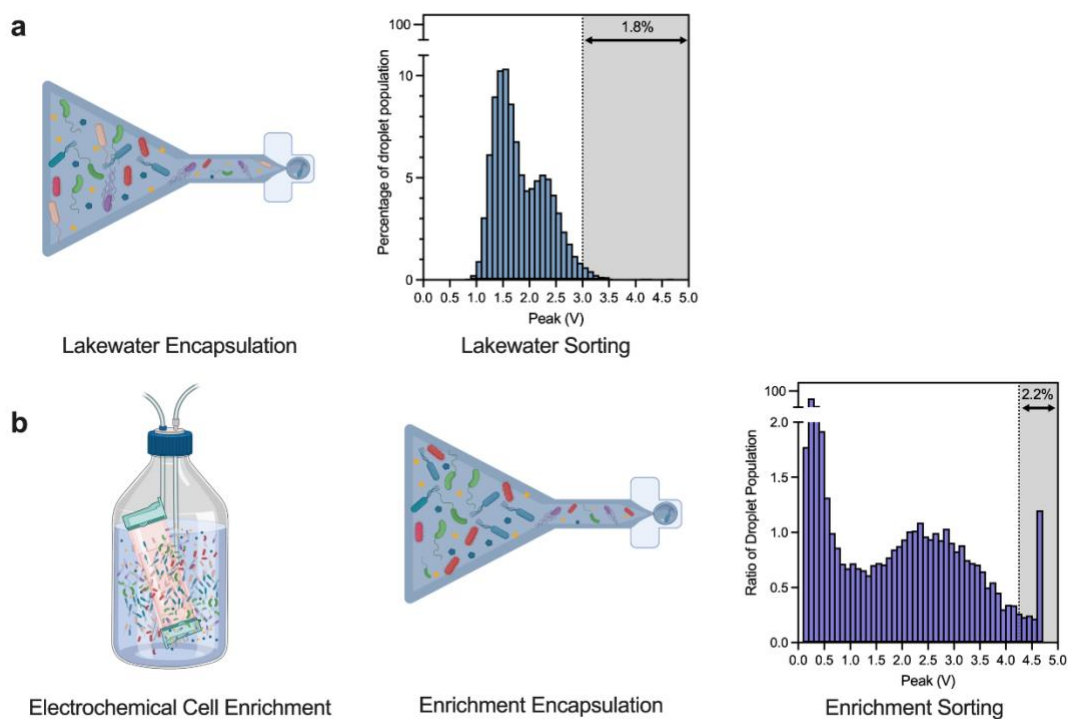 a
100
1.8%
10
5
0
Percentage of droplet population
0.0 0.5 1.0 1.5 2.0 2.5 3.0 3.5 4.0 4.5 5.0
Peak (V)
Lakewater Encapsulation
Lakewater Sorting
b
100
2.2%
2.0
1.5
1.0
0.5
0.0
Ratio of Droplet Population
0.0 0.5 1.0 1.5 2.0 2.5 3.0 3.5 4.0 4.5 5.0
Peak (V)
Electrochemical Cell Enrichment
Enrichment Encapsulation
Enrichment Sorting